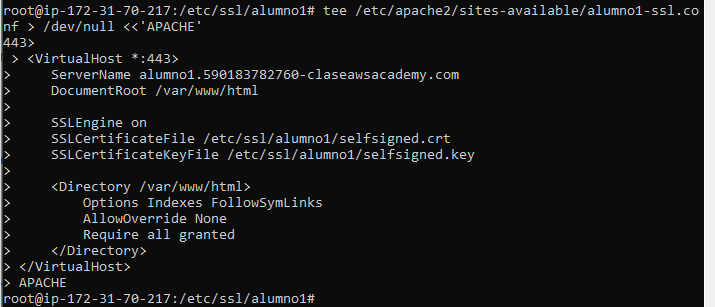 root@ip-172-31-70-217:/etc/ssl/alumno1# tee /etc/apache2/sites-available/alumno1-ssl.co
nf > /dev/null <<'APACHE'
443>
 > <VirtualHost *:443>
>     ServerName alumno1.590183782760-claseawsacademy.com
>     DocumentRoot /var/www/html
>
>     SSLEngine on
>     SSLCertificateFile /etc/ssl/alumno1/selfsigned.crt
>     SSLCertificateKeyFile /etc/ssl/alumno1/selfsigned.key
>
>     <Directory /var/www/html>
>         Options Indexes FollowSymLinks
>         AllowOverride None
>         Require all granted
>     </Directory>
> </VirtualHost>
> APACHE
root@ip-172-31-70-217:/etc/ssl/alumno1#